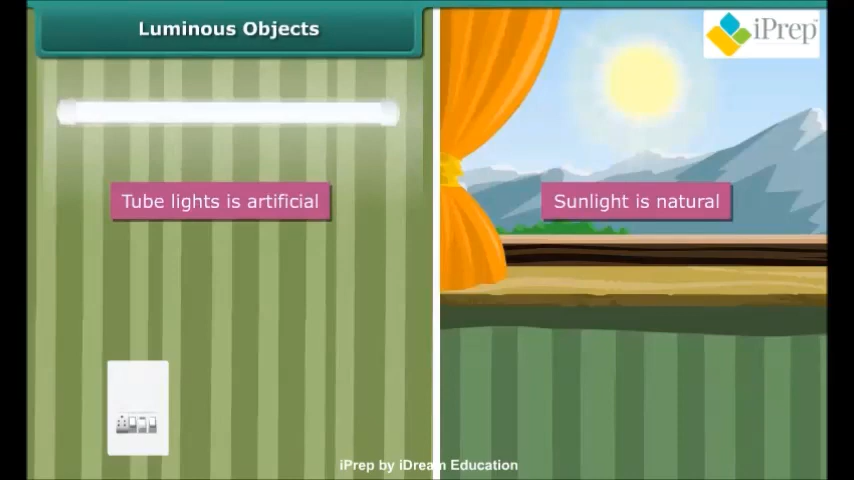 Luminous Objects
iPrep
Tube lights is artificial
Sunlight is natural
iPrep by iDream Education